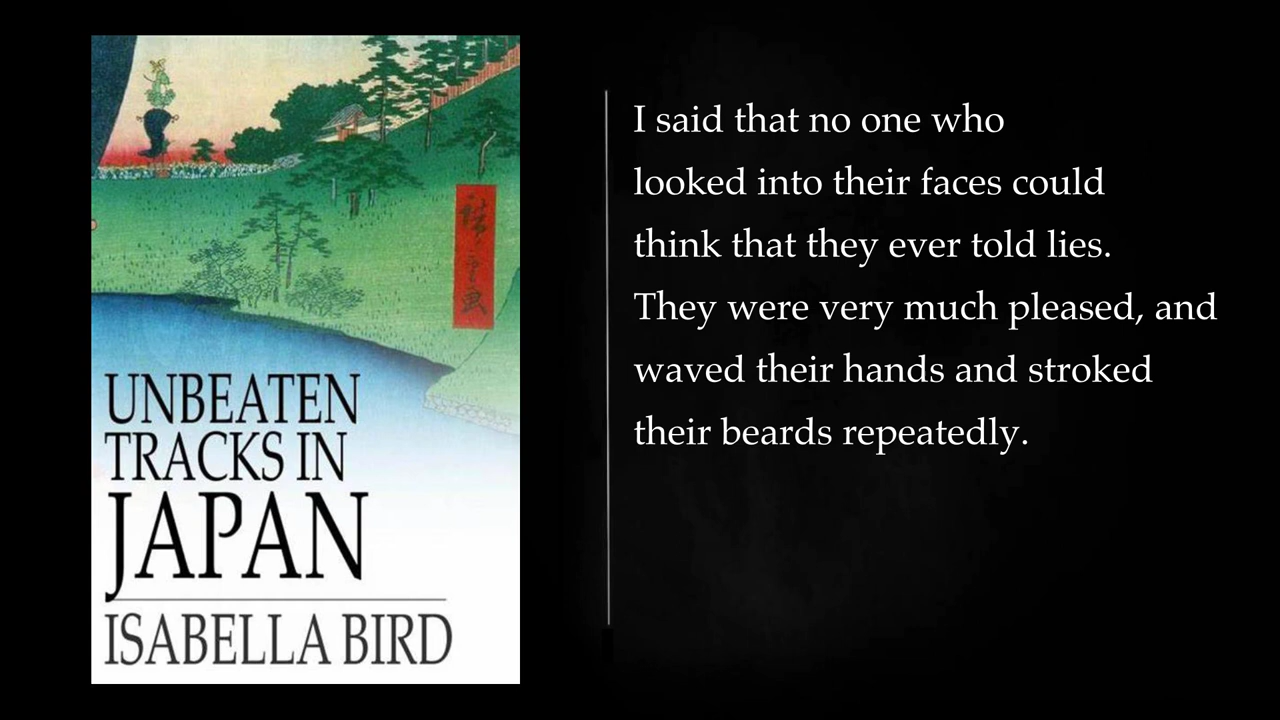 UNBEATEN
TRACKS IN
JAPAN
ISABELLA BIRD
I said that no one who
looked into their faces could
think that they ever told lies.
They were very much pleased, and
waved their hands and stroked
their beards repeatedly.